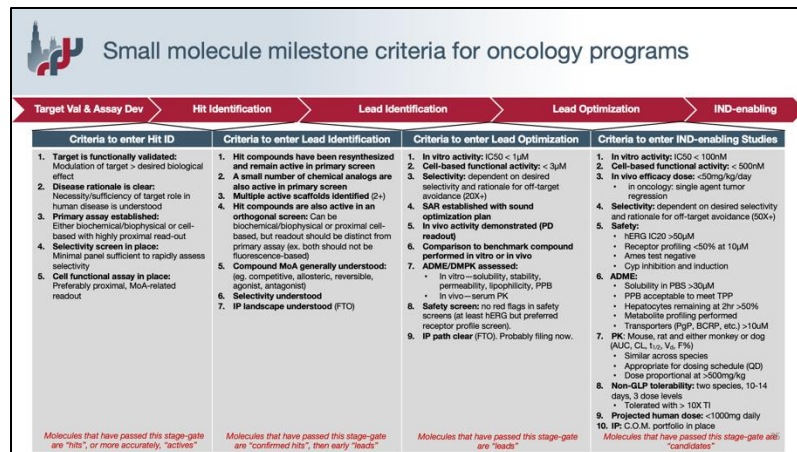 Small molecule milestone criteria for oncology programs
Target Val & Assay Dev
Hit Identification
Lead Identification
Lead Optimization
IND-enabling
Criteria to enter Hit ID
1. Target is functionally validated:
Modulation of target > desired biological
effect
2. Disease rationale is clear:
Necessity/sufficiency of target role in
human disease is understood
3. Primary assay established:
Either biochemical/biophysical or cell-
based with highly proximal read-out
4. Selectivity screen in place:
Minimal panel sufficient to rapidly assess
selectivity
5. Cell functional assay in place:
Preferably proximal, MoA-related
readout
Molecules that have passed this stage-gate
are "hits", or more accurately, "actives"
Criteria to enter Lead Identification
1. Hit compounds have been resynthesized
and remain active in primary screen
2. A small number of chemical analogs are
also active in primary screen
3. Multiple active scaffolds identified (2+)
4. Hit compounds are also active in an
orthogonal screen: Can be
biochemical/biophysical or proximal cell-
based, but readout should be distinct from
primary assay (ex. both should not be
fluorescence-based)
5. Compound MoA generally understood:
(eg. competitive, allosteric, reversible,
agonist, antagonist)
6. Selectivity understood
7. IP landscape understood (FTO)
Molecules that have passed this stage-gate
are "confirmed hits", then early "leads"
Criteria to enter Lead Optimization
1. In vitro activity: IC50 < 1μM
2. Cell-based functional activity: < 3μM
3. Selectivity: dependent on desired
selectivity and rationale for off-target
avoidance (20X+)
4. SAR established with sound
optimization plan
5. In vivo activity demonstrated (PD
readout)
6. Comparison to benchmark compound
performed in vitro or in vivo
7. ADME/DMPK assessed:
• In vitro—solubility, stability,
permeability, lipophilicity, PPB
• In vivo—serum PK
8. Safety screen: no red flags in safety
screens (at least hERG but preferred
receptor profile screen).
9. IP path clear (FTO). Probably filing now.
Molecules that have passed this stage-gate
are "leads"
Criteria to enter IND-enabling Studies
1. In vitro activity: IC50 < 100nM
2. Cell-based functional activity: < 500nM
3. In vivo efficacy dose: <50mg/kg/day
• in oncology: single agent tumor
regression
4. Selectivity: dependent on desired selectivity
and rationale for off-target avoidance (50X+)
5. Safety:
• hERG IC20 >50μM
• Receptor profiling <50% at 10μM
• Ames test negative
• Cyp inhibition and induction
6. ADME:
• Solubility in PBS >30μM
• PPB acceptable to meet TPP
• Hepatocytes remaining at 2hr >50%
• Metabolite profiling performed
• Transporters (PgP, BCRP, etc.) >10uM
7. PK: Mouse, rat and either monkey or dog
(AUC, CL, t1/2, Vd, F%)
• Similar across species
• Appropriate for dosing schedule (QD)
• Dose proportional at >500mg/kg
8. Non-GLP tolerability: two species, 10-14
days, 3 dose levels
• Tolerated with > 10X TI
9. Projected human dose: <1000mg daily
10. IP: C.O.M. portfolio in place
Molecules that have passed this stage-gate are
"candidates"